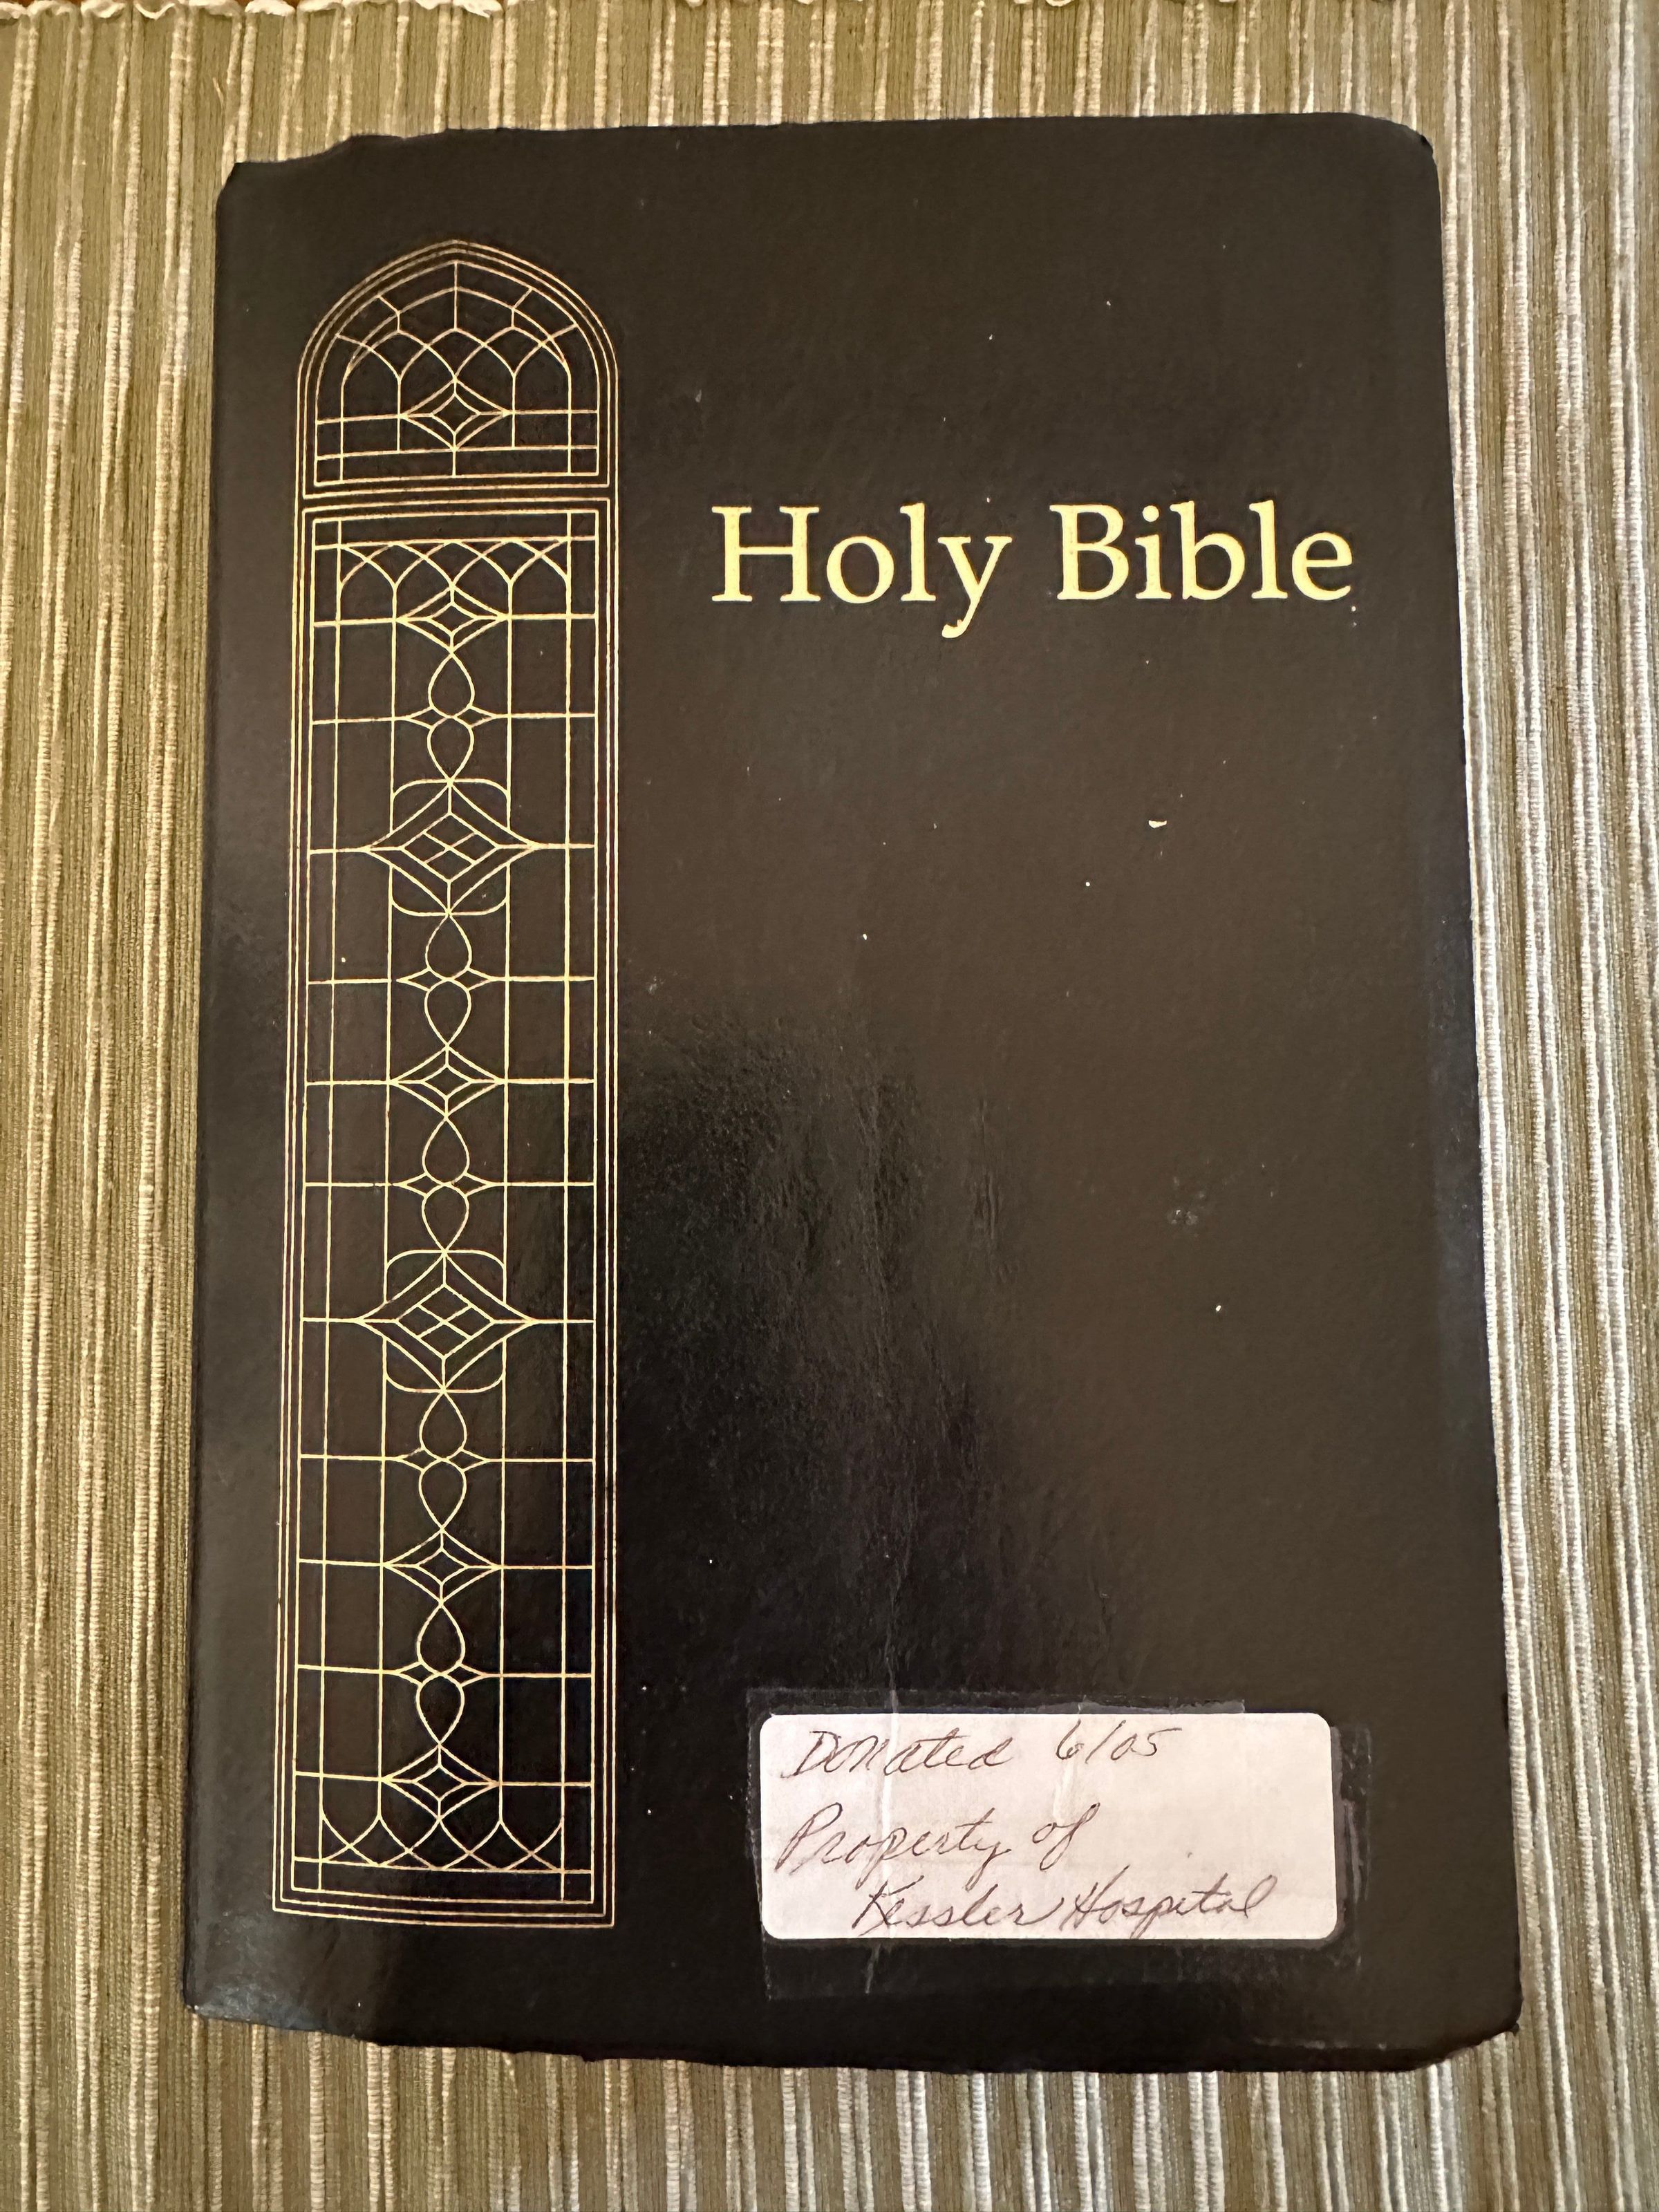 Holy Bible
Donated 6/05
Property of
Kessler Hospital